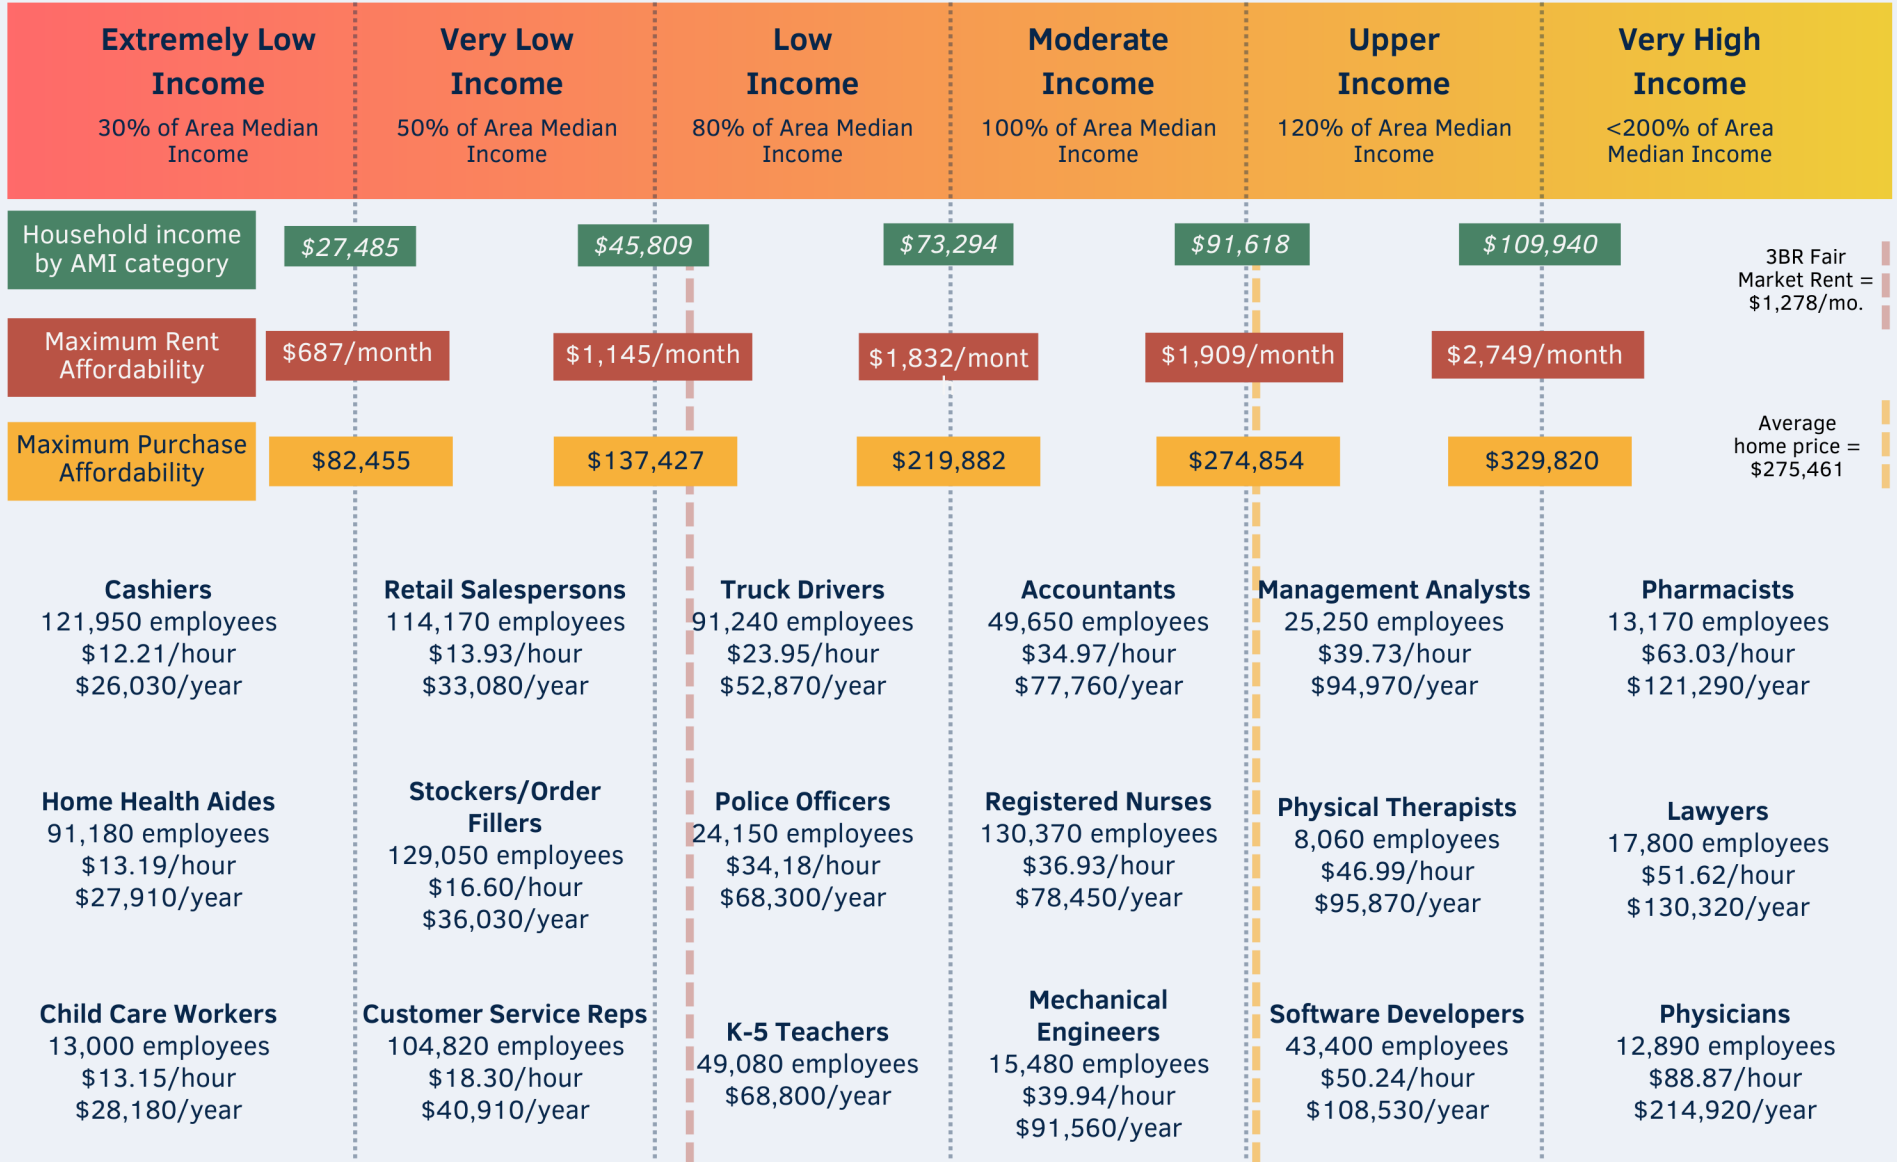 Extremely Low
Income
30% of Area Median
Income
Very Low
Income
50% of Area Median
Income
Low
Income
80% of Area Median
Income
Moderate
Income
100% of Area Median
Income
Upper
Income
120% of Area Median
Income
Very High
Income
<200% of Area
Median Income
Household income
by AMI category
$27,485
$45,809
$73,294
$91,618
$109,940
3BR Fair
Market Rent =
$1,278/mo.
Maximum Rent
Affordability
$687/month
$1,145/month
$1,832/mont
$1,909/month
$2,749/month
Maximum Purchase
Affordability
$82,455
$137,427
$219,882
$274,854
$329,820
Average
home price =
$275,461
Cashiers
121,950 employees
$12.21/hour
$26,030/year
Retail Salespersons
114,170 employees
$13.93/hour
$33,080/year
Truck Drivers
91,240 employees
$23.95/hour
$52,870/year
Accountants
49,650 employees
$34.97/hour
$77,760/year
Management Analysts
25,250 employees
$39.73/hour
$94,970/year
Pharmacists
13,170 employees
$63.03/hour
$121,290/year
Home Health Aides
91,180 employees
$13.19/hour
$27,910/year
Stockers/Order
Fillers
129,050 employees
$16.60/hour
$36,030/year
Police Officers
24,150 employees
$34,18/hour
$68,300/year
Registered Nurses
130,370 employees
$36.93/hour
$78,450/year
Physical Therapists
8,060 employees
$46.99/hour
$95,870/year
Lawyers
17,800 employees
$51.62/hour
$130,320/year
Child Care Workers
13,000 employees
$13.15/hour
$28,180/year
Customer Service Reps
104,820 employees
$18.30/hour
$40,910/year
K-5 Teachers
49,080 employees
$68,800/year
Mechanical
Engineers
15,480 employees
$39.94/hour
$91,560/year
Software Developers
43,400 employees
$50.24/hour
$108,530/year
Physicians
12,890 employees
$88.87/hour
$214,920/year